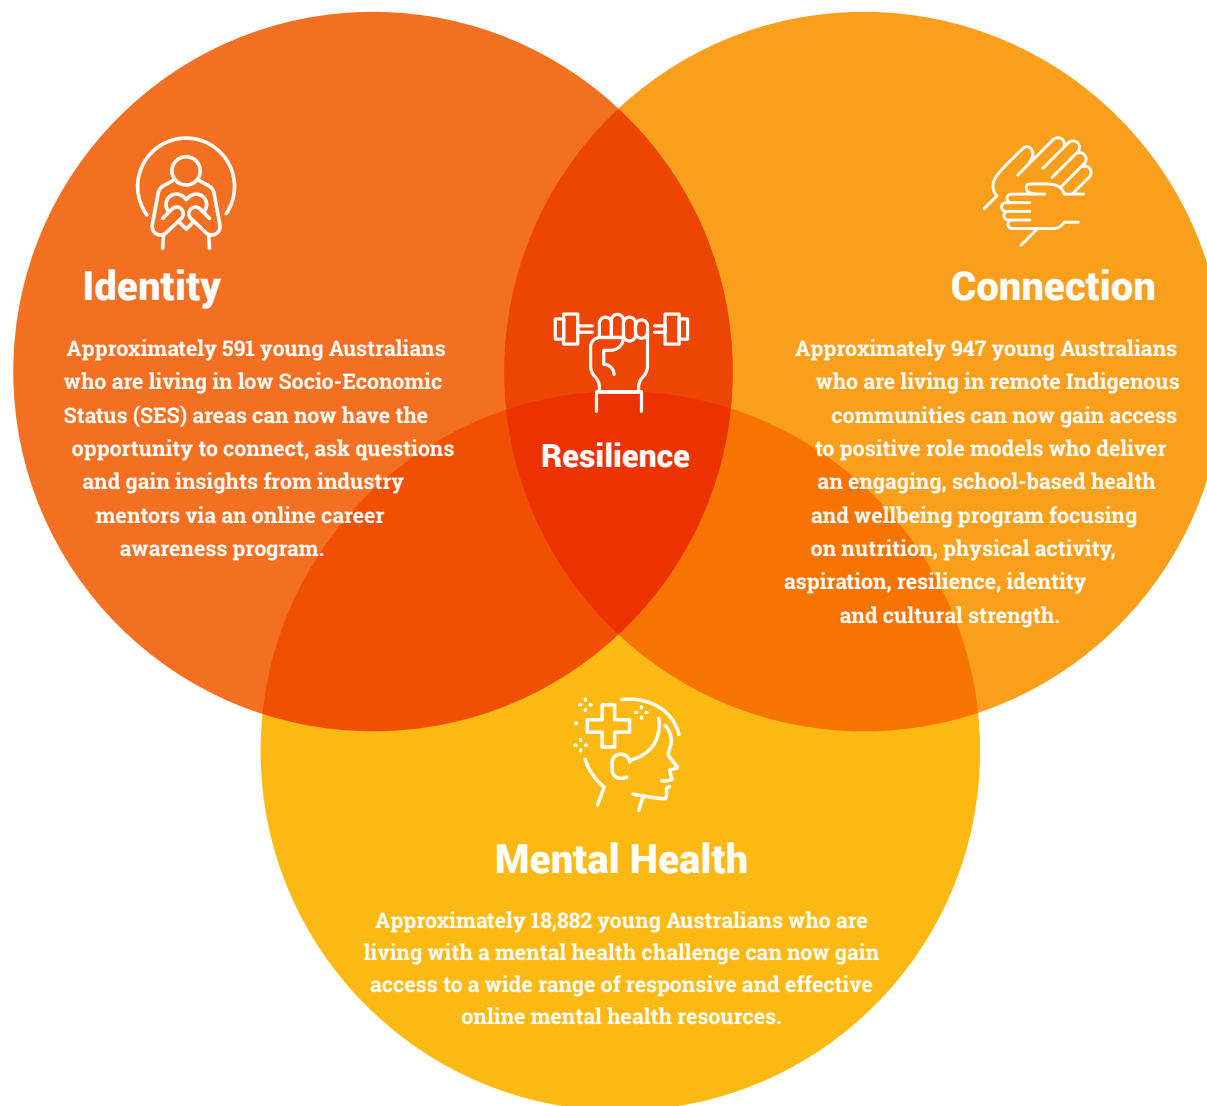 Identity
Approximately 591 young Australians
who are living in low Socio-Economic
Status (SES) areas can now have the
opportunity to connect, ask questions
and gain insights from industry
mentors via an online career
awareness program.
Resilience
Connection
Approximately 947 young Australians
who are living in remote Indigenous
communities can now gain access
to positive role models who deliver
an engaging, school-based health
and wellbeing program focusing
on nutrition, physical activity,
aspiration, resilience, identity
and cultural strength.
Mental Health
Approximately 18,882 young Australians who are
living with a mental health challenge can now gain
access to a wide range of responsive and effective
online mental health resources.